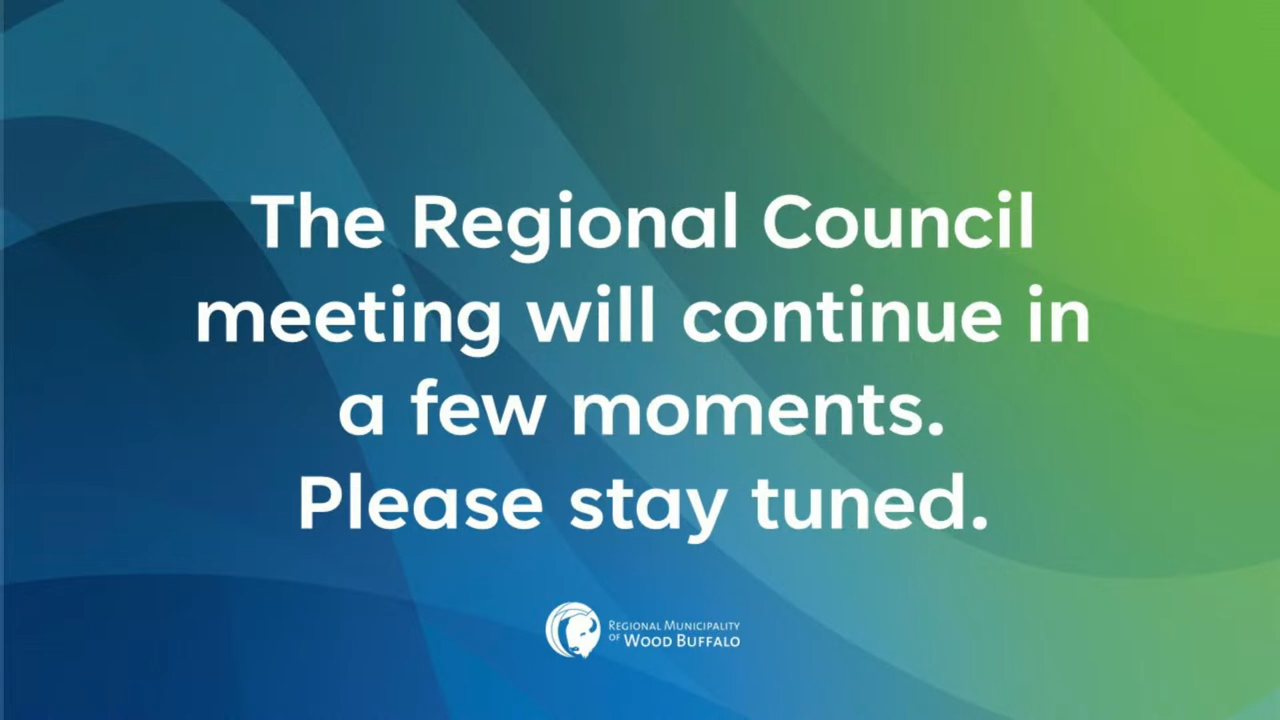 The Regional Council
meeting will continue in
a few moments.
Please stay tuned.
REGIONAL MUNICIPALITY
OF WOOD BUFFALO